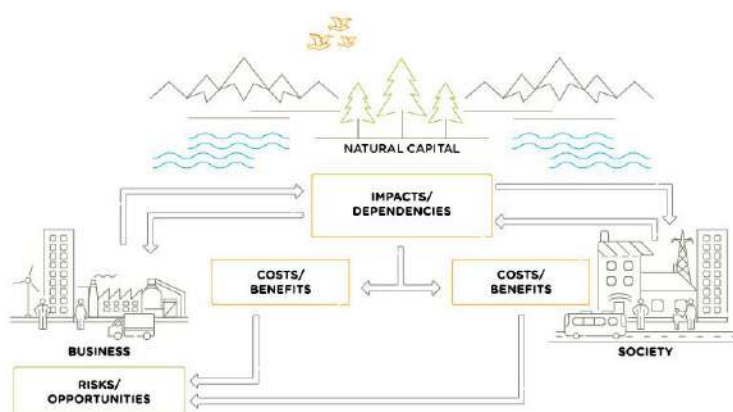 NATURAL CAPITAL
IMPACTS/
DEPENDENCIES
COSTS/
BENEFITS
COSTS/
BENEFITS
BUSINESS
SOCIETY
RISKS/
OPPORTUNITIES